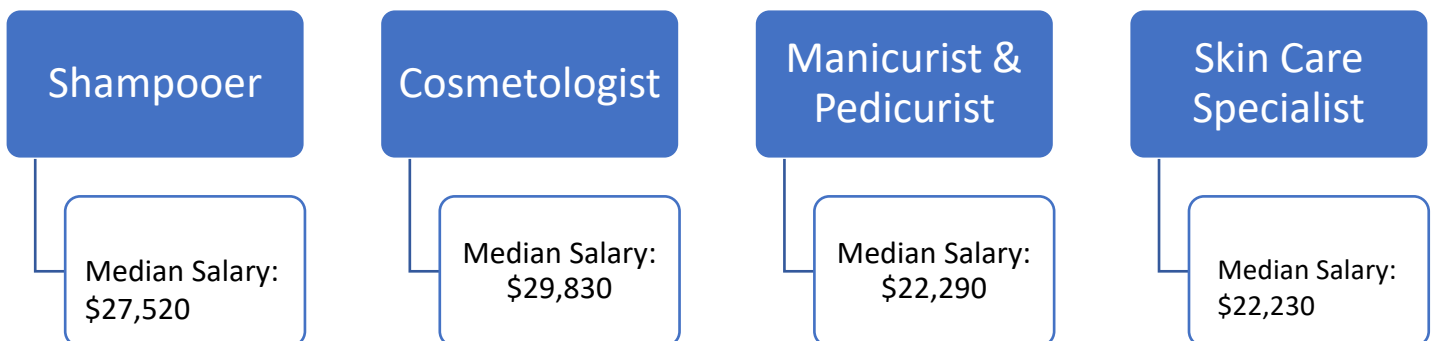 Shampooer
Median Salary:
$27,520
Cosmetologist
Median Salary:
$29,830
Manicurist &
Pedicurist
Median Salary:
$22,290
Skin Care
Specialist
Median Salary:
$22,230